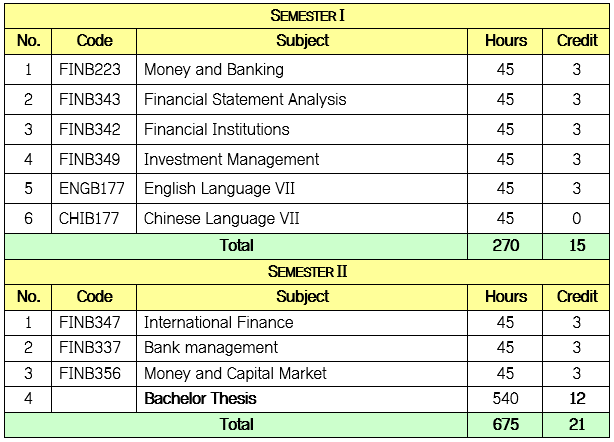 SEMESTER I
No. Code Subject Hours Credit
1 FINB223 Money and Banking 45 3
2 FINB343 Financial Statement Analysis 45 3
3 FINB342 Financial Institutions 45 3
4 FINB349 Investment Management 45 3
5 ENGB177 English Language VII 45 3
6 CHIB177 Chinese Language VII 45 0
Total 270 15
SEMESTER II
No. Code Subject Hours Credit
1 FINB347 International Finance 45 3
2 FINB337 Bank management 45 3
3 FINB356 Money and Capital Market 45 3
4 Bachelor Thesis 540 12
Total 675 21